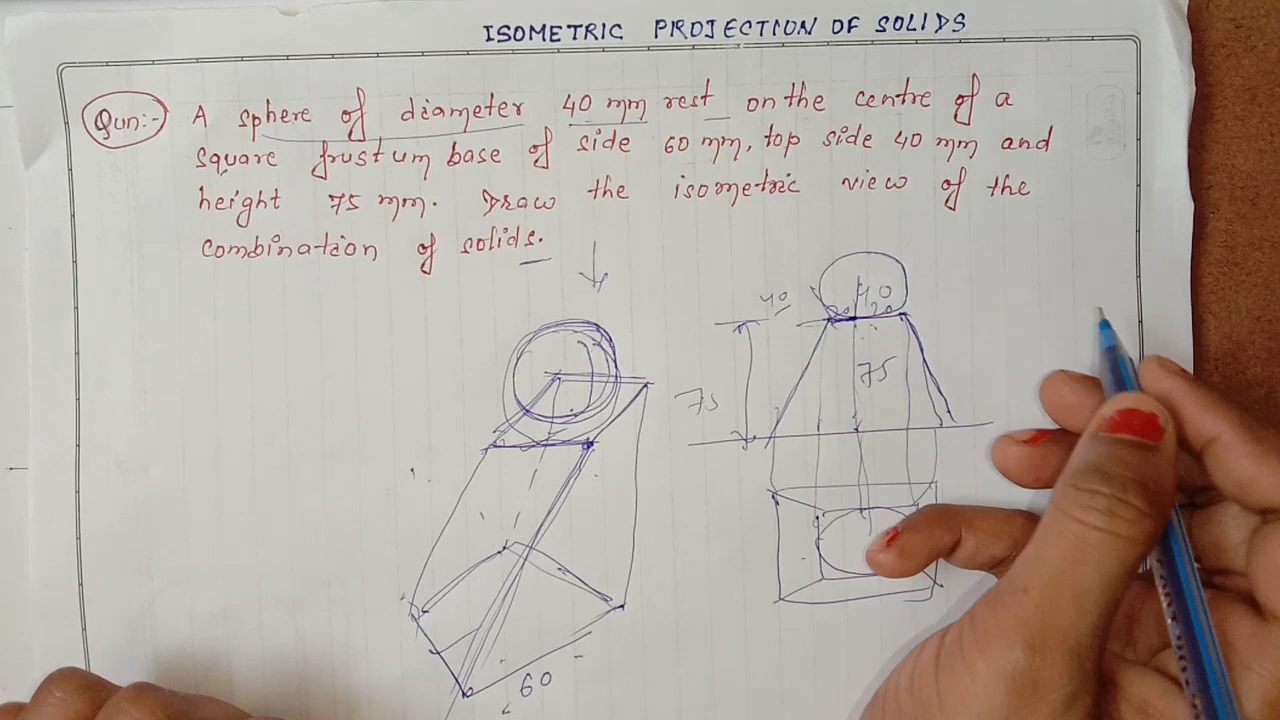 ISOMETRIC PROJECTION OF SOLIDS
Qun:- A sphere of diameter 40 mm rest on the centre of a
square frustum base of side 60 mm, top side 40 mm and
height 75 mm. Draw the isometric view of the
combination of solids.
40
40
20
20
75
75
60